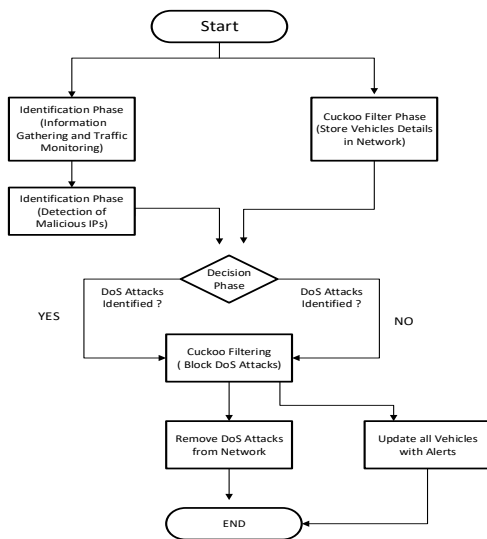 Start
Identification Phase
(Information
Gathering and Traffic
Monitoring)
Cuckoo Filter Phase
(Store Vehicles Details
in Network)
Identification Phase
(Detection of
Malicious IPs)
Decision
Phase
DoS Attacks
Identified ?
DoS Attacks
Identified ?
YES
NO
Cuckoo Filtering
( Block DoS Attacks)
Remove DoS Attacks
from Network
Update all Vehicles
with Alerts
END